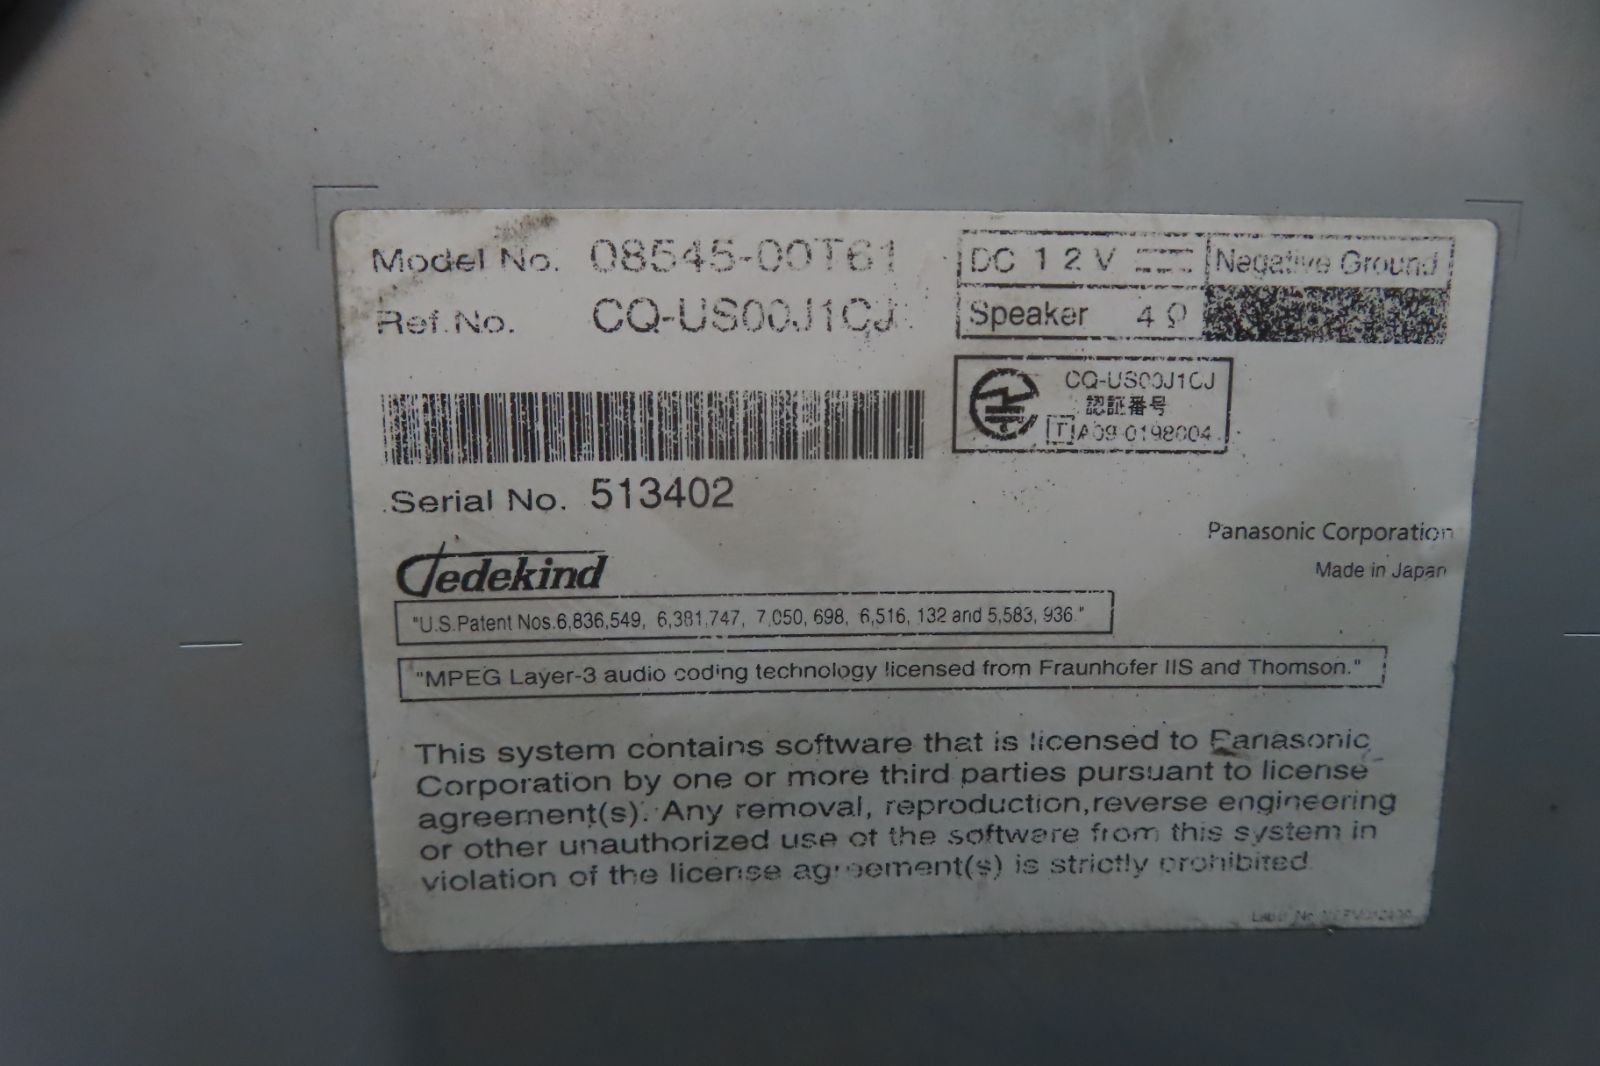 Model No. 08545-00T61
Ref.No. CQ-US00J1CJ
DC 12V Negative Ground
Speaker 4Ω
CQ-US00J1CJ
認証番号
T A09-0198004
Serial No. 513402
Panasonic Corporation
Made in Japan
Gedekind
"U.S.Patent Nos.6,836,549, 6,381,747, 7,050,698, 6,516,132 and 5,583,936."
"MPEG Layer-3 audio coding technology licensed from Fraunhofer IIS and Thomson."
This system contains software that is licensed to Panasonic
Corporation by one or more third parties pursuant to license
agreement(s). Any removal, reproduction,reverse engineering
or other unauthorized use of the software from this system in
violation of the license agreement(s) is strictly prohibited.
Label No.